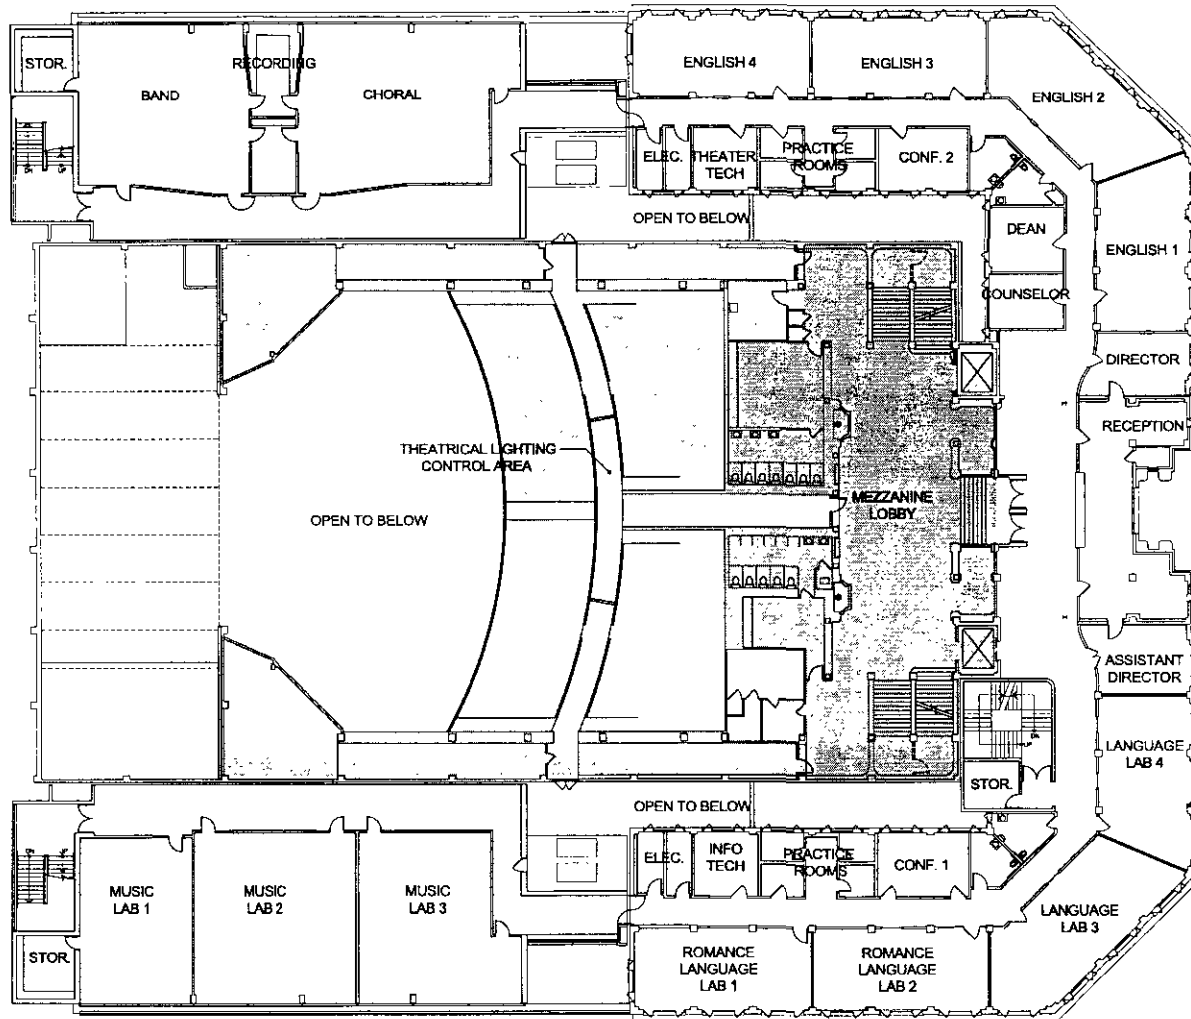 STOR.
RECORDING
BAND
CHORAL
ENGLISH 4
ENGLISH 3
ENGLISH 2
ELEC.
THEATER
TECH
PRACTICE
ROOMS
CONF. 2
OPEN TO BELOW
DEAN
ENGLISH 1
COUNSELOR
DIRECTOR
RECEPTION
THEATRICAL LIGHTING
CONTROL AREA
OPEN TO BELOW
MEZZANINE
LOBBY
ASSISTANT
DIRECTOR
LANGUAGE
LAB 4
STOR.
OPEN TO BELOW
ELEC.
INFO
TECH
PRACTICE
ROOMS
CONF. 1
MUSIC
LAB 1
MUSIC
LAB 2
MUSIC
LAB 3
LANGUAGE
LAB 3
STOR.
ROMANCE
LANGUAGE
LAB 1
ROMANCE
LANGUAGE
LAB 2